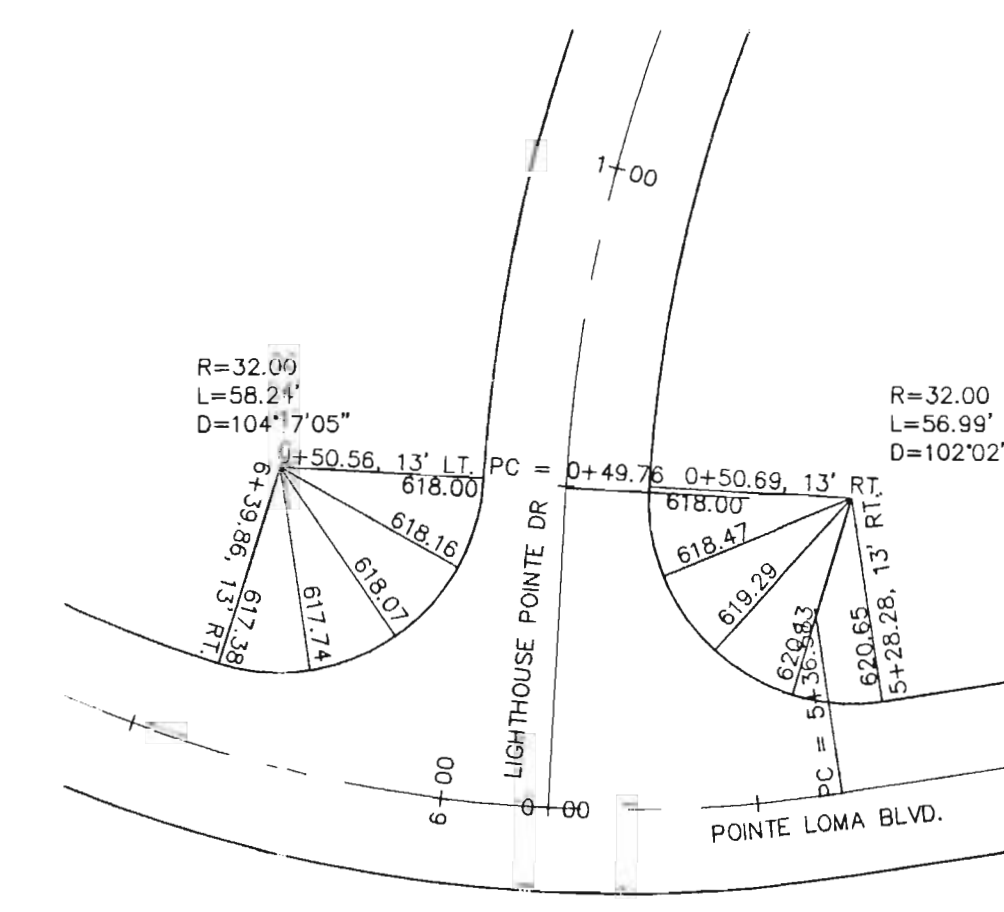 1+00
R=32.00
L=58.24'
D=104°17'05"
R=32.00
L=56.99'
D=102°02'
0+50.56, 13' LT.
618.00
PC = 0+49.76
0+50.69, 13' RT.
618.00
618.16
618.07
617.74
617.38
6+39.86, 13' RT.
618.47
619.29
620.65
5+28.28, 13' RT.
LIGHTHOUSE POINTE DR
6+00
0+00
POINTE LOMA BLVD.